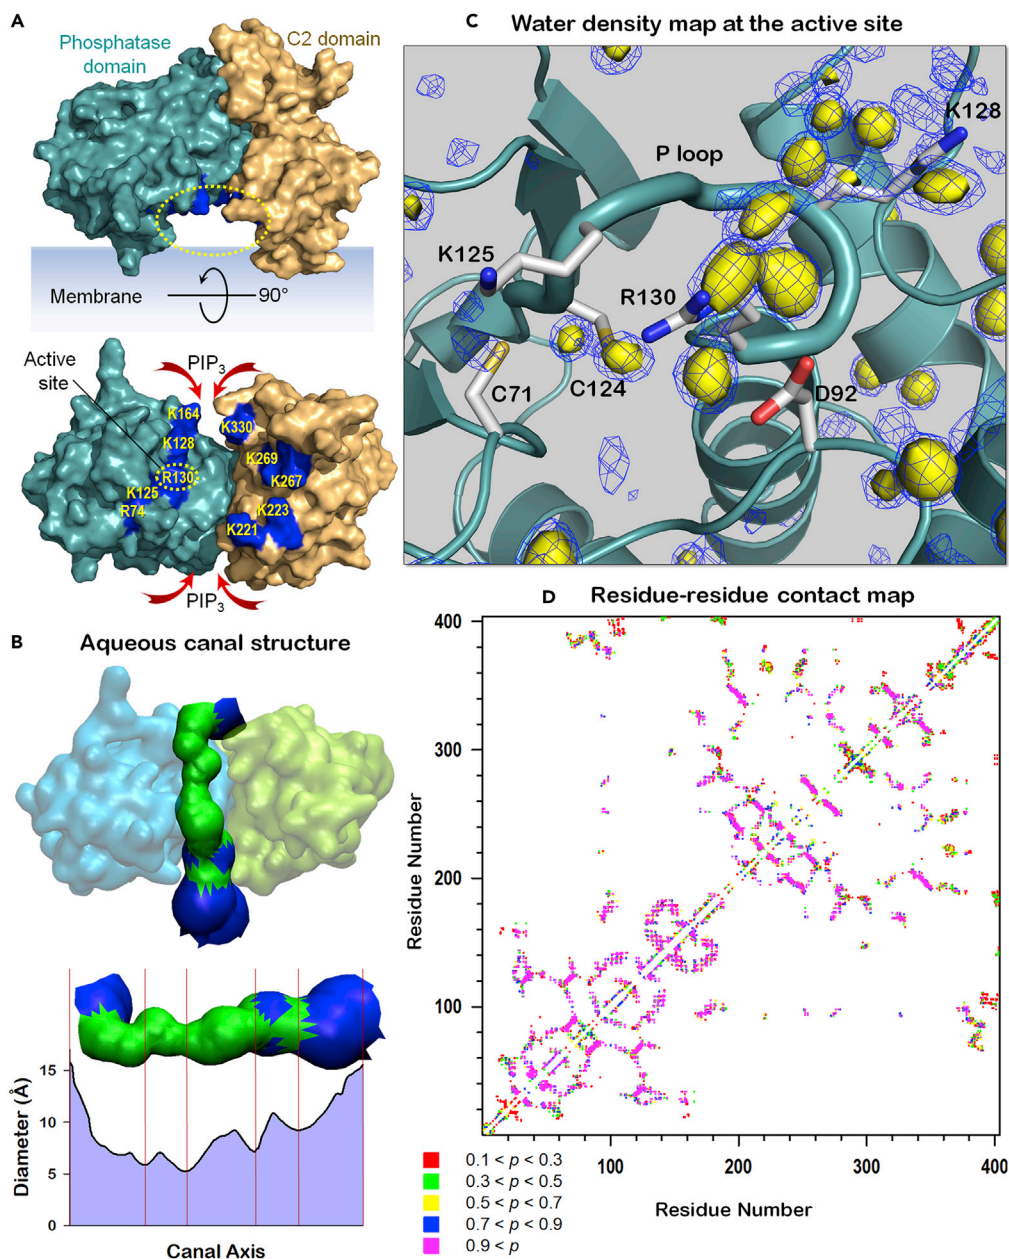 A
Phosphatase
domain
C2 domain
Membrane
90°
Active
site
PIP3
K164
K330
K128
K269
R130
K267
K125
R74
K223
K221
PIP3
B
Aqueous canal structure
Diameter (Å)
15
10
5
0
Canal Axis
C
Water density map at the active site
K128
P loop
K125
R130
C71
C124
D92
D
Residue-residue contact map
Residue Number
400
300
200
100
100
200
300
400
Residue Number
0.1 < p < 0.3
0.3 < p < 0.5
0.5 < p < 0.7
0.7 < p < 0.9
0.9 < p